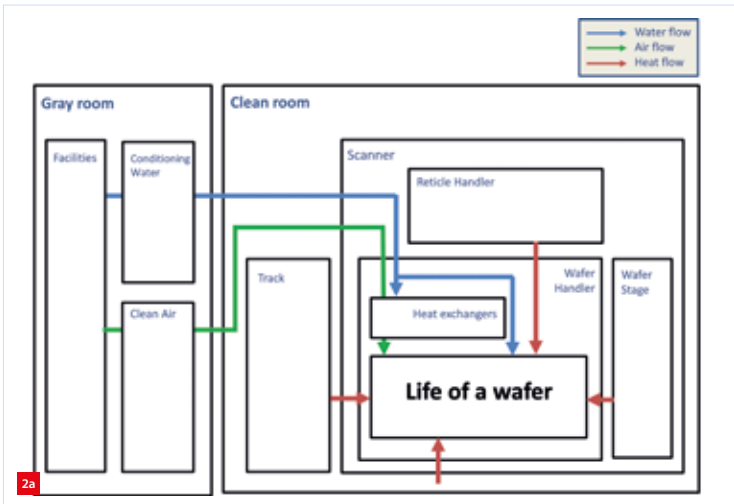 Water flow
Air flow
Heat flow
Gray room
Clean room
Facilities
Conditioning
Water
Scanner
Reticle Handler
Track
Wafer
Handler
Wafer
Stage
Clean Air
Heat exchangers
Life of a wafer
2a